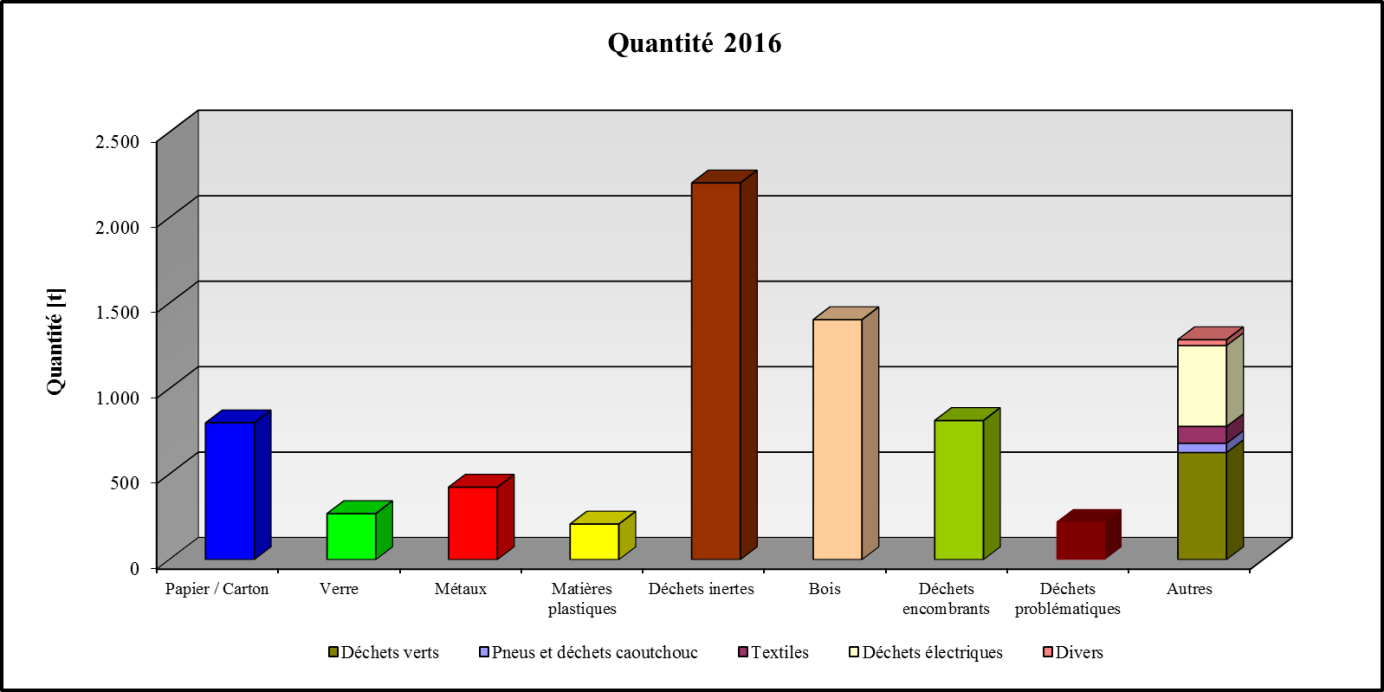 Quantité 2016
Quantité [t]
2.500
2.000
1.500
1.000
500
0
Papier / Carton
Verre
Métaux
Matières
plastiques
Déchets inertes
Bois
Déchets
encombrants
Déchets
problématiques
Autres
Déchets verts
Pneus et déchets caoutchouc
Textiles
Déchets électriques
Divers